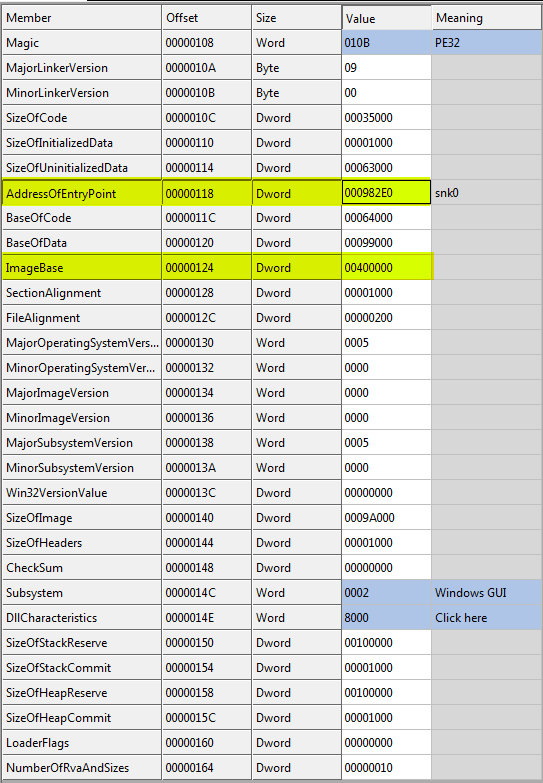 Member Offset Size Value Meaning
Magic 00000108 Word 010B PE32
MajorLinkerVersion 0000010A Byte 09
MinorLinkerVersion 0000010B Byte 00
SizeOfCode 0000010C Dword 00035000
SizeOfInitializedData 00000110 Dword 00001000
SizeOfUninitializedData 00000114 Dword 00063000
AddressOfEntryPoint 00000118 Dword 000982E0 snk0
BaseOfCode 0000011C Dword 00064000
BaseOfData 00000120 Dword 00099000
ImageBase 00000124 Dword 00400000
SectionAlignment 00000128 Dword 00001000
FileAlignment 0000012C Dword 00000200
MajorOperatingSystemVers... 00000130 Word 0005
MinorOperatingSystemVer... 00000132 Word 0000
MajorImageVersion 00000134 Word 0000
MinorImageVersion 00000136 Word 0000
MajorSubsystemVersion 00000138 Word 0005
MinorSubsystemVersion 0000013A Word 0000
Win32VersionValue 0000013C Dword 00000000
SizeOfImage 00000140 Dword 0009A000
SizeOfHeaders 00000144 Dword 00001000
CheckSum 00000148 Dword 00000000
Subsystem 0000014C Word 0002 Windows GUI
DllCharacteristics 0000014E Word 8000 Click here
SizeOfStackReserve 00000150 Dword 00100000
SizeOfStackCommit 00000154 Dword 00001000
SizeOfHeapReserve 00000158 Dword 00100000
SizeOfHeapCommit 0000015C Dword 00001000
LoaderFlags 00000160 Dword 00000000
NumberOfRvaAndSizes 00000164 Dword 00000010